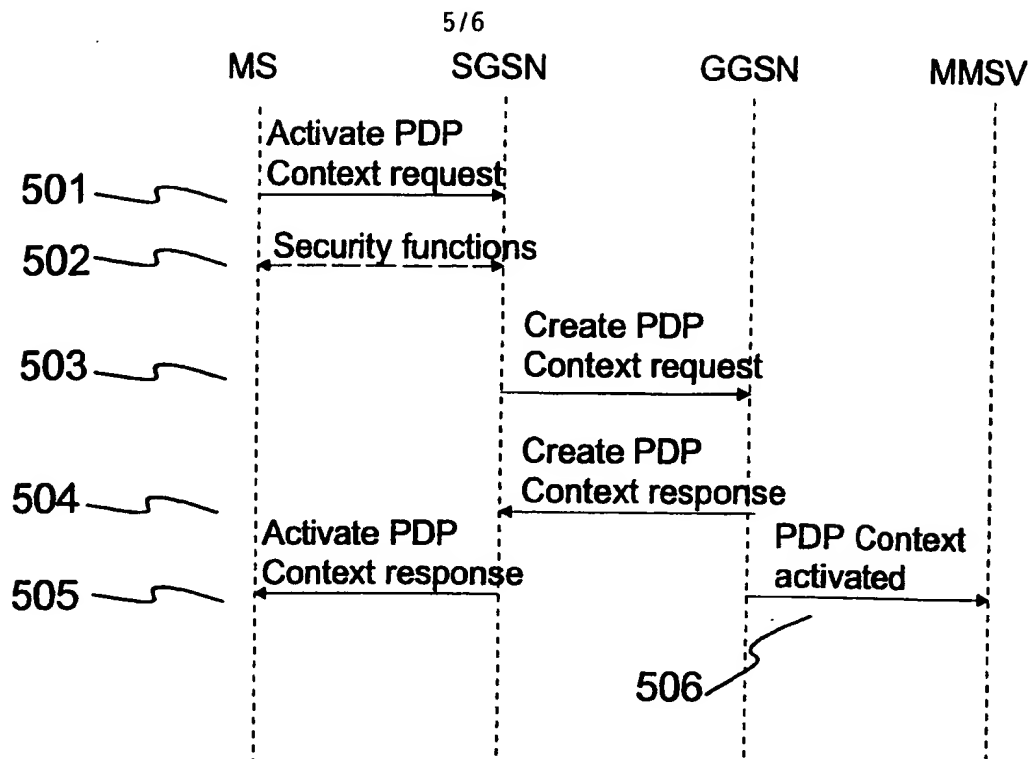 5/6
MS SGSN GGSN MMSV
Activate PDP
Context request
501
Security functions
502
Create PDP
Context request
503
Create PDP
Context response
504
Activate PDP
Context response
505
PDP Context
activated
506